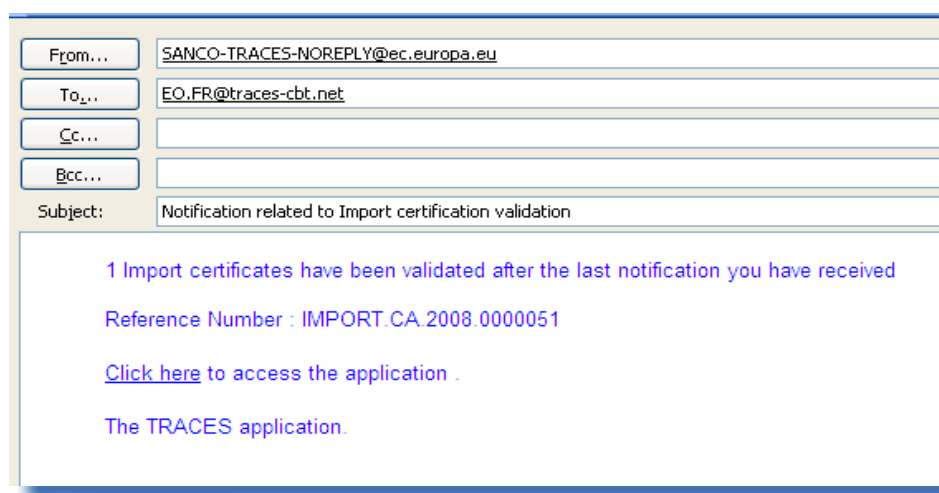 From... SANCO-TRACES-NOREPLY@ec.europa.eu
To... EO.FR@traces-cbt.net
Cc...
Bcc...
Subject: Notification related to Import certification validation
1 Import certificates have been validated after the last notification you have received
Reference Number : IMPORT.CA.2008.0000051
Click here to access the application .
The TRACES application.